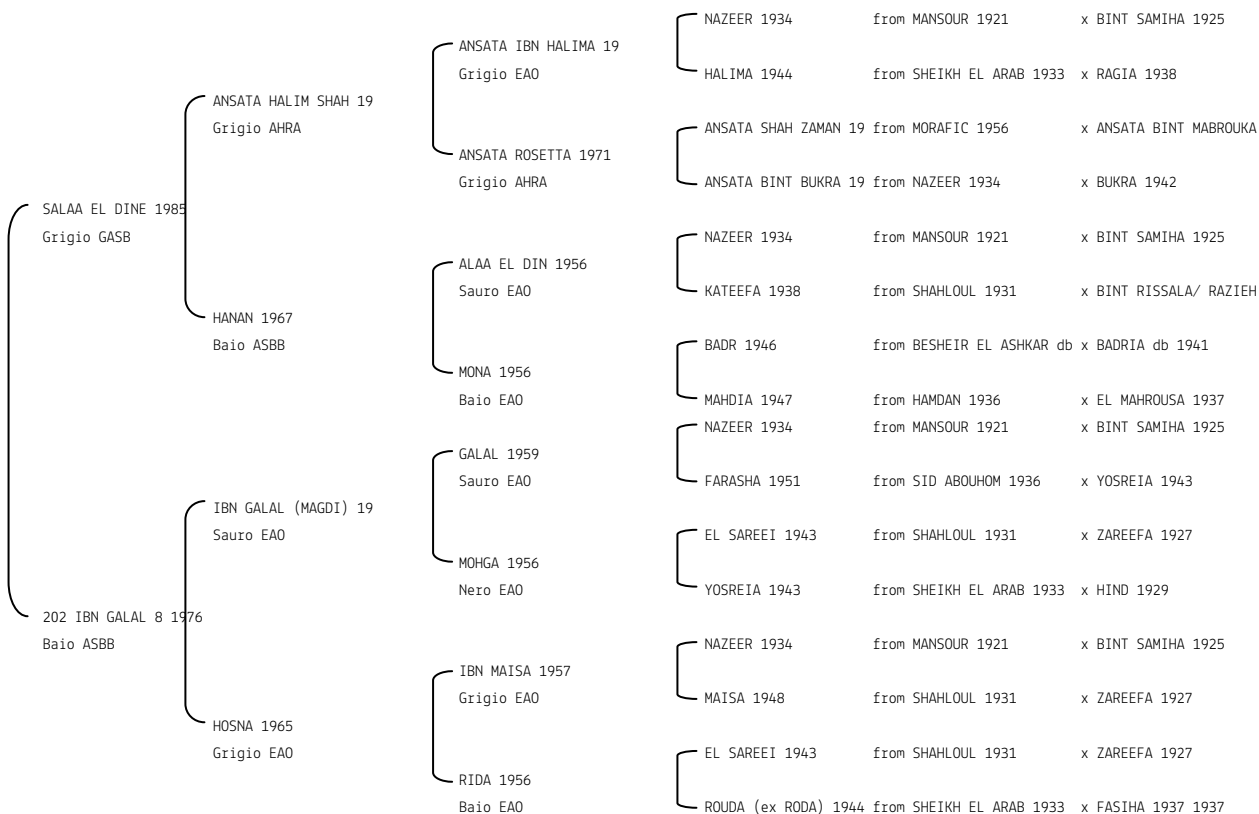 NAZEER 1934 from MANSOUR 1921 x BINT SAMIHA 1925
ANSATA IBN HALIMA 19
Grigio EAO
HALIMA 1944 from SHEIKH EL ARAB 1933 x RAGIA 1938
ANSATA HALIM SHAH 19
Grigio AHRA
ANSATA SHAH ZAMAN 19 from MORAFIC 1956 x ANSATA BINT MABROUKA
ANSATA ROSETTA 1971
Grigio AHRA
ANSATA BINT BUKRA 19 from NAZEER 1934 x BUKRA 1942
SALAA EL DINE 1985
Grigio GASB
NAZEER 1934 from MANSOUR 1921 x BINT SAMIHA 1925
ALAA EL DIN 1956
Sauro EAO
KATEEFA 1938 from SHAHLOUL 1931 x BINT RISSALA/ RAZIEH
HANAN 1967
Baio ASBB
BADR 1946 from BESHEIR EL ASHKAR db x BADRIA db 1941
MONA 1956
Baio EAO
MAHDIA 1947 from HAMDAN 1936 x EL MAHROUSA 1937
NAZEER 1934 from MANSOUR 1921 x BINT SAMIHA 1925
GALAL 1959
Sauro EAO
FARASHA 1951 from SID ABOUHOM 1936 x YOSREIA 1943
IBN GALAL (MAGDI) 19
Sauro EAO
EL SAREEI 1943 from SHAHLOUL 1931 x ZAREEFA 1927
MOHGA 1956
Nero EAO
YOSREIA 1943 from SHEIKH EL ARAB 1933 x HIND 1929
202 IBN GALAL 8 1976
Baio ASBB
NAZEER 1934 from MANSOUR 1921 x BINT SAMIHA 1925
IBN MAISA 1957
Grigio EAO
MAISA 1948 from SHAHLOUL 1931 x ZAREEFA 1927
HOSNA 1965
Grigio EAO
EL SAREEI 1943 from SHAHLOUL 1931 x ZAREEFA 1927
RIDA 1956
Baio EAO
ROUDA (ex RODA) 1944 from SHEIKH EL ARAB 1933 x FASIHA 1937 1937